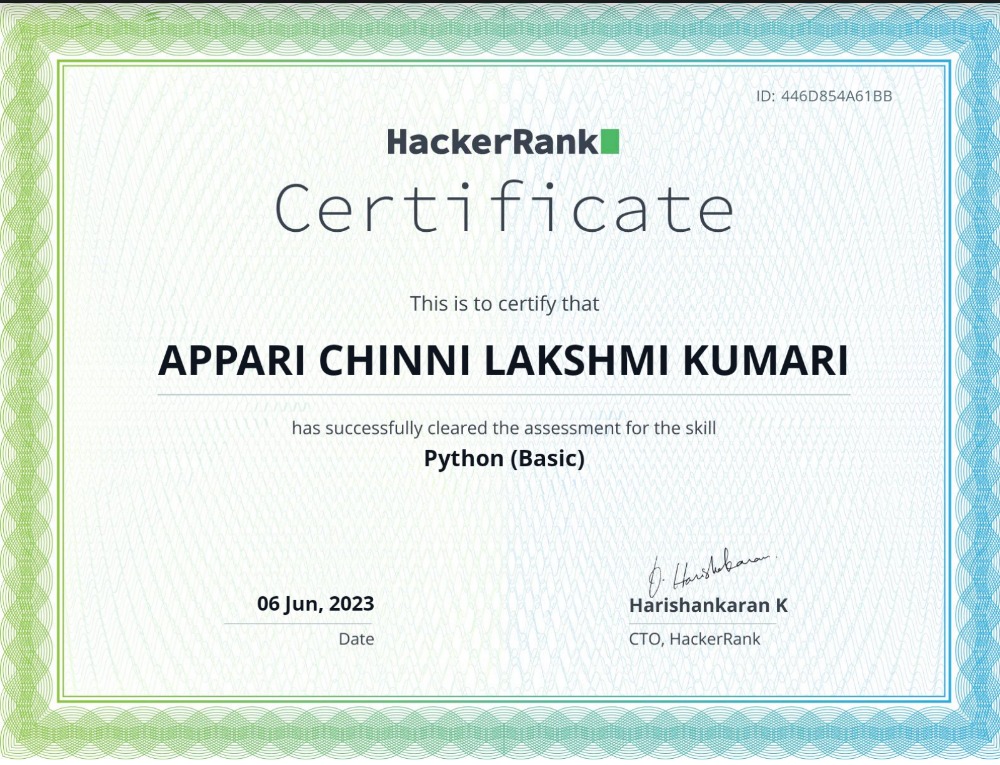 ID: 446D854A61BB
HackerRank
Certificate
This is to certify that
APPARI CHINNI LAKSHMI KUMARI
has successfully cleared the assessment for the skill
Python (Basic)
06 Jun, 2023
Date
Harishankaran
Harishankaran K
CTO, HackerRank